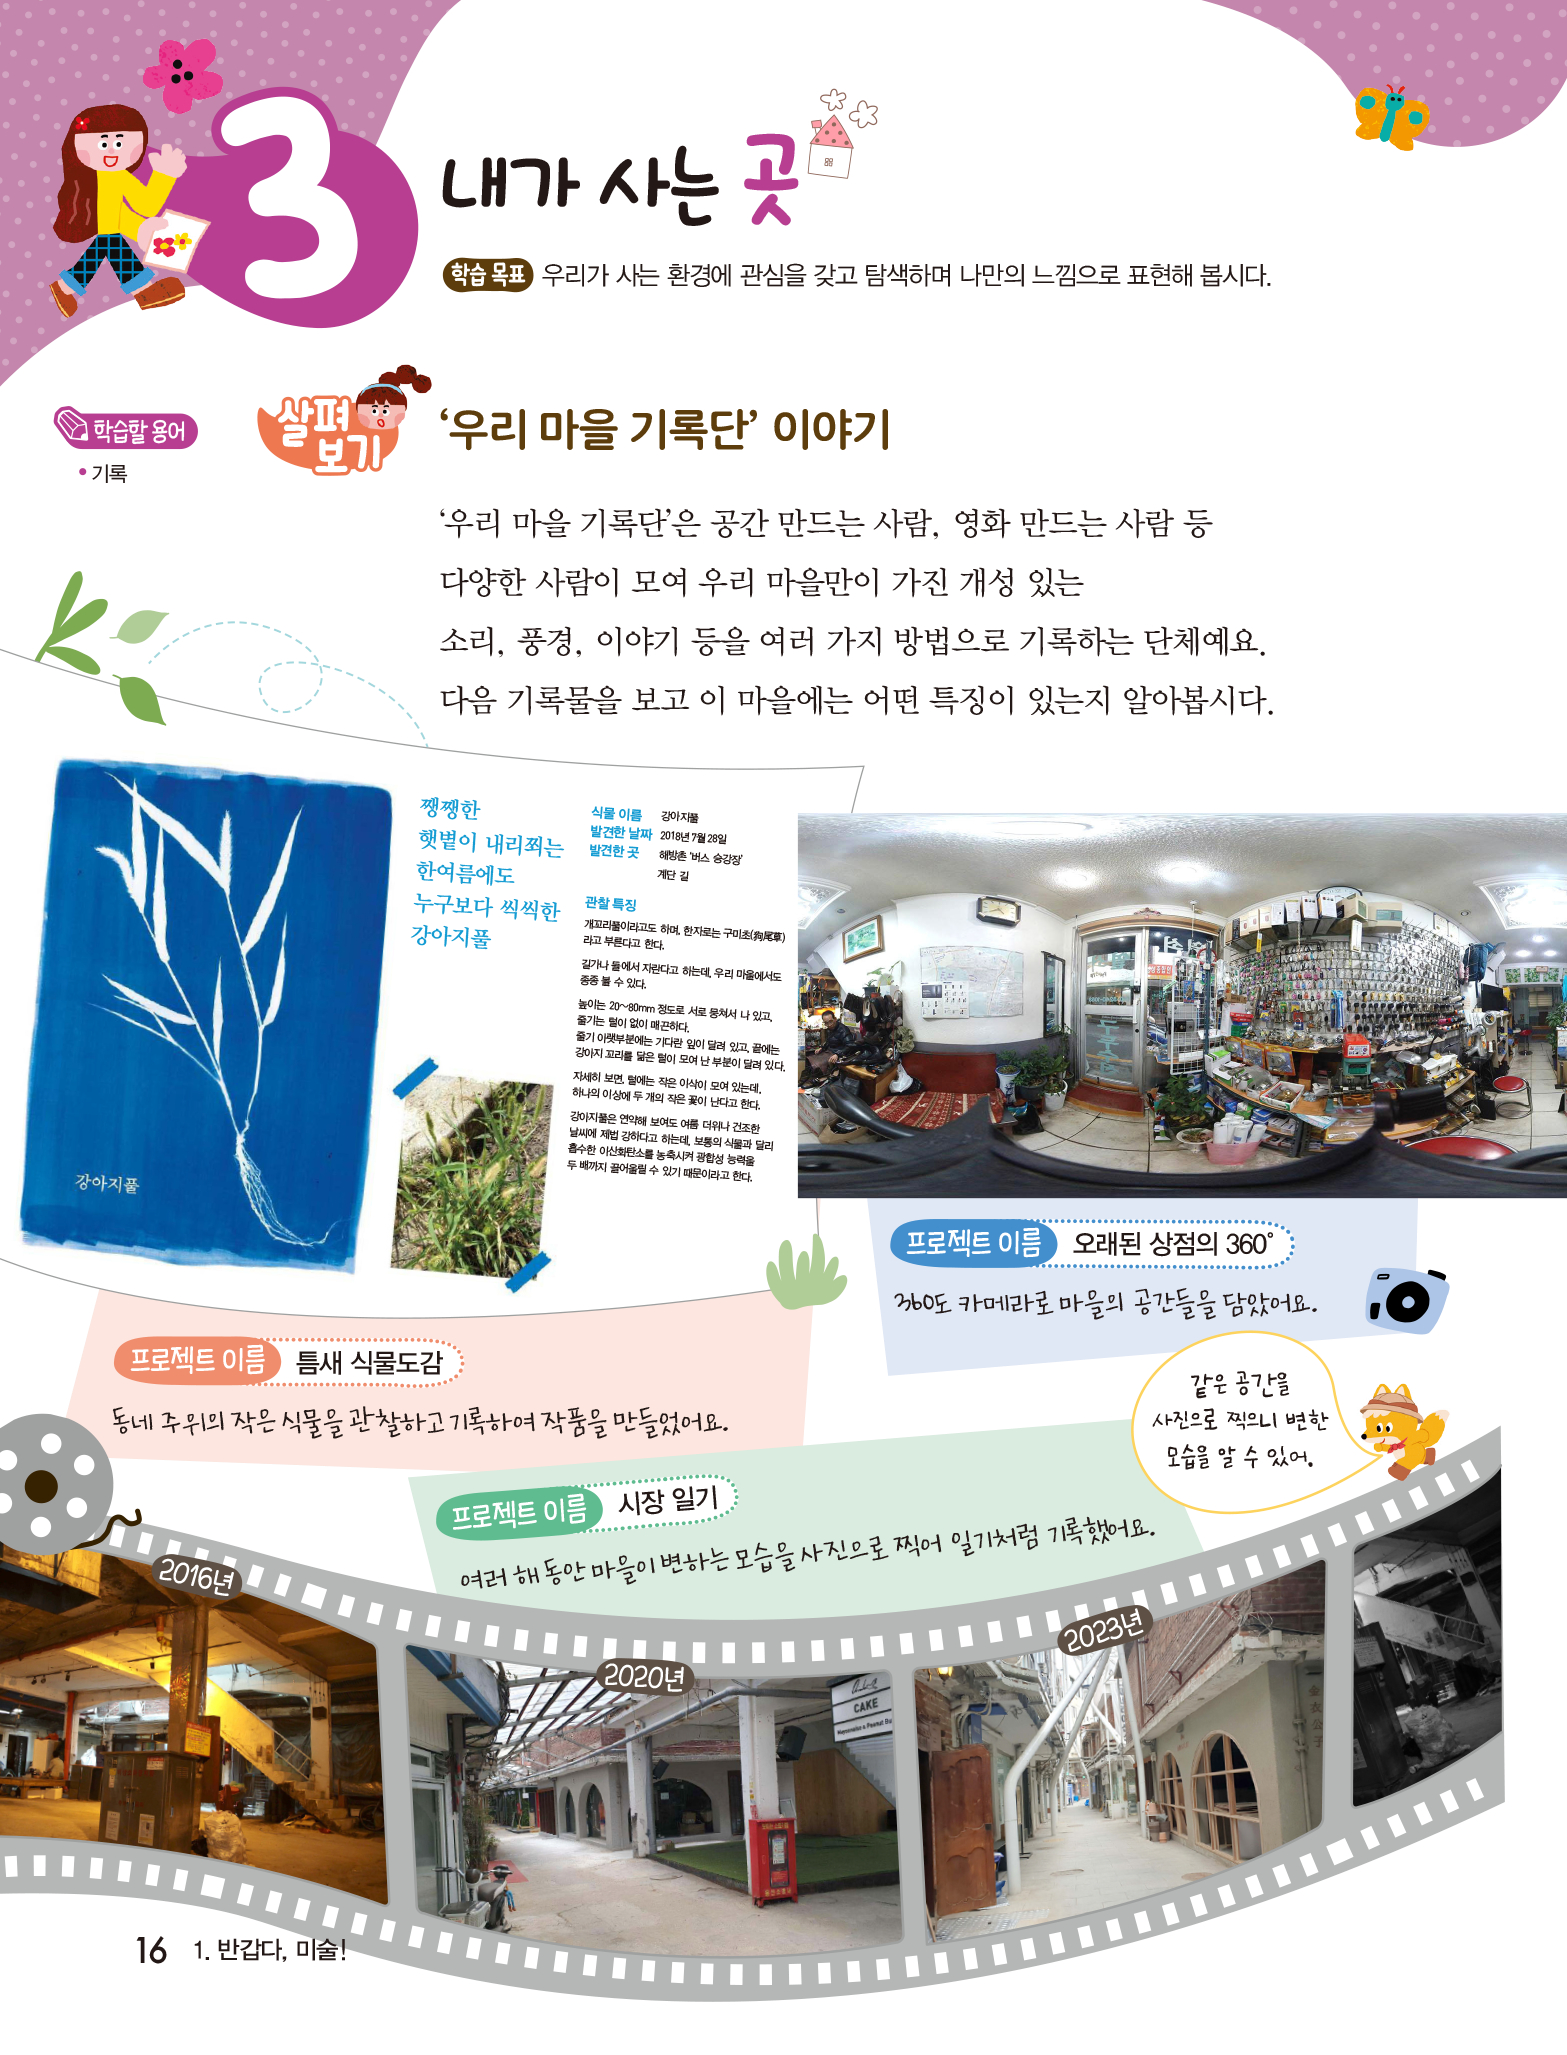 3
내가 사는 곳
학습 목표 우리가 사는 환경에 관심을 갖고 탐색하며 나만의 느낌으로 표현해 봅시다.
학습할 용어
• 기록
살펴
보기
‘우리 마을 기록단’ 이야기
‘우리 마을 기록단’은 공간 만드는 사람, 영화 만드는 사람 등
다양한 사람이 모여 우리 마을만이 가진 개성 있는
소리, 풍경, 이야기 등을 여러 가지 방법으로 기록하는 단체예요.
다음 기록물을 보고 이 마을에는 어떤 특징이 있는지 알아봅시다.
강아지풀
쨍쨍한
햇볕이 내리쬐는
한여름에도
누구보다 씩씩한
강아지풀
식물 이름 강아지풀
발견한 날짜 2018년 7월 28일
발견한 곳 해방촌 ‘버스 승강장’
계단 길
관찰 특징
개꼬리풀이라고도 하며, 한자로는 구미초(狗尾草)
라고 부른다고 한다.
길가나 들에서 자란다고 하는데, 우리 마을에서도
종종 볼 수 있다.
높이는 20~80mm 정도로 서로 뭉쳐서 나 있고,
줄기는 털이 없이 매끈하다.
줄기 아랫부분에는 기다란 잎이 달려 있고, 끝에는
강아지 꼬리를 닮은 털이 모여 난 부분이 달려 있다.
자세히 보면, 털에는 작은 이삭이 모여 있는데,
하나의 이삭에 두 개의 작은 꽃이 난다고 한다.
강아지풀은 연약해 보여도 여름 더위나 건조한
날씨에 제법 강하다고 하는데, 보통의 식물과 달리
흡수한 이산화탄소를 농축시켜 광합성 능력을
두 배까지 끌어올릴 수 있기 때문이라고 한다.
프로젝트 이름 오래된 상점의 360°
360도 카메라로 마을의 공간들을 담았어요.
프로젝트 이름 틈새 식물도감
동네 주위의 작은 식물을 관찰하고 기록하여 작품을 만들었어요.
같은 공간을
사진으로 찍으니 변한
모습을 알 수 있어.
프로젝트 이름 시장 일기
여러 해 동안 마을이 변하는 모습을 사진으로 찍어 일기처럼 기록했어요.
2016년
2020년
CAKE
2023년
16 1. 반갑다, 미술!